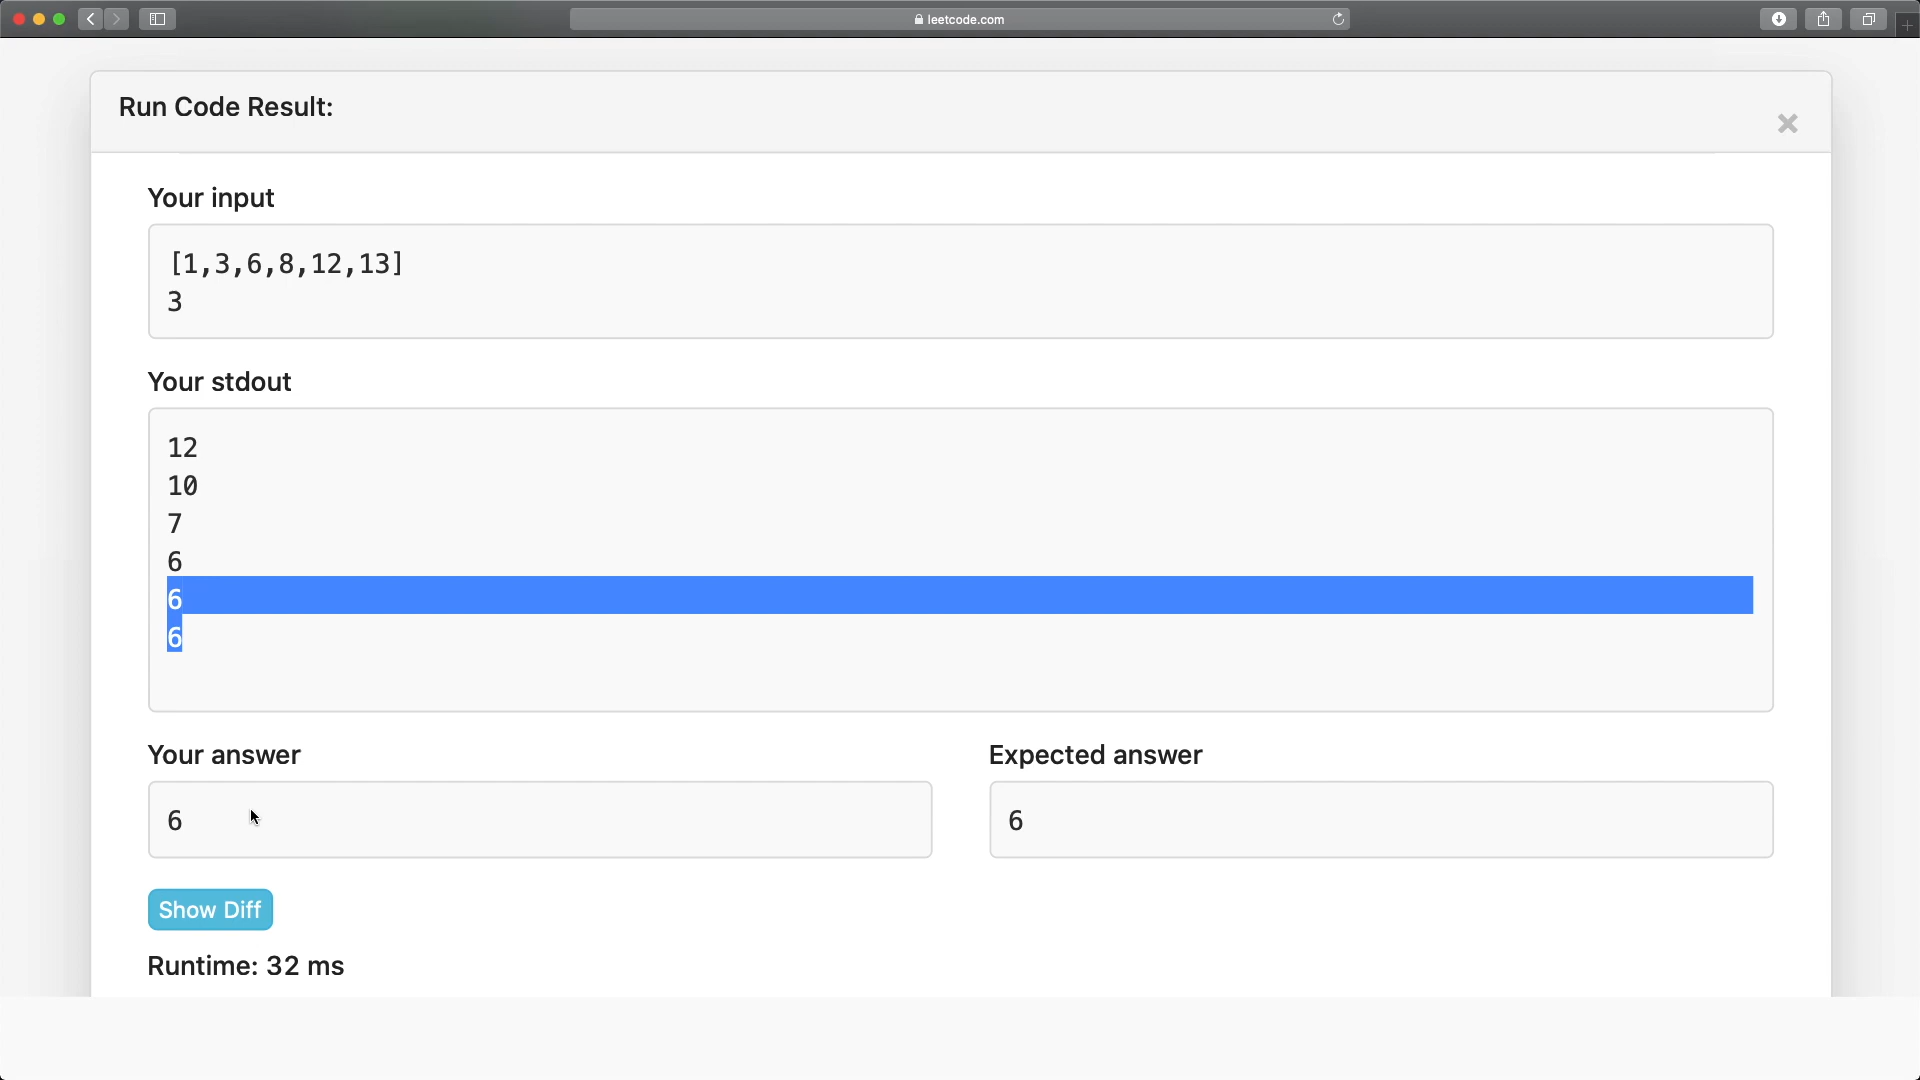 leetcode.com
Run Code Result:
Your input
[1,3,6,8,12,13]
3
Your stdout
12
10
7
6
6
6
Your answer
Expected answer
6
6
Show Diff
Runtime: 32 ms